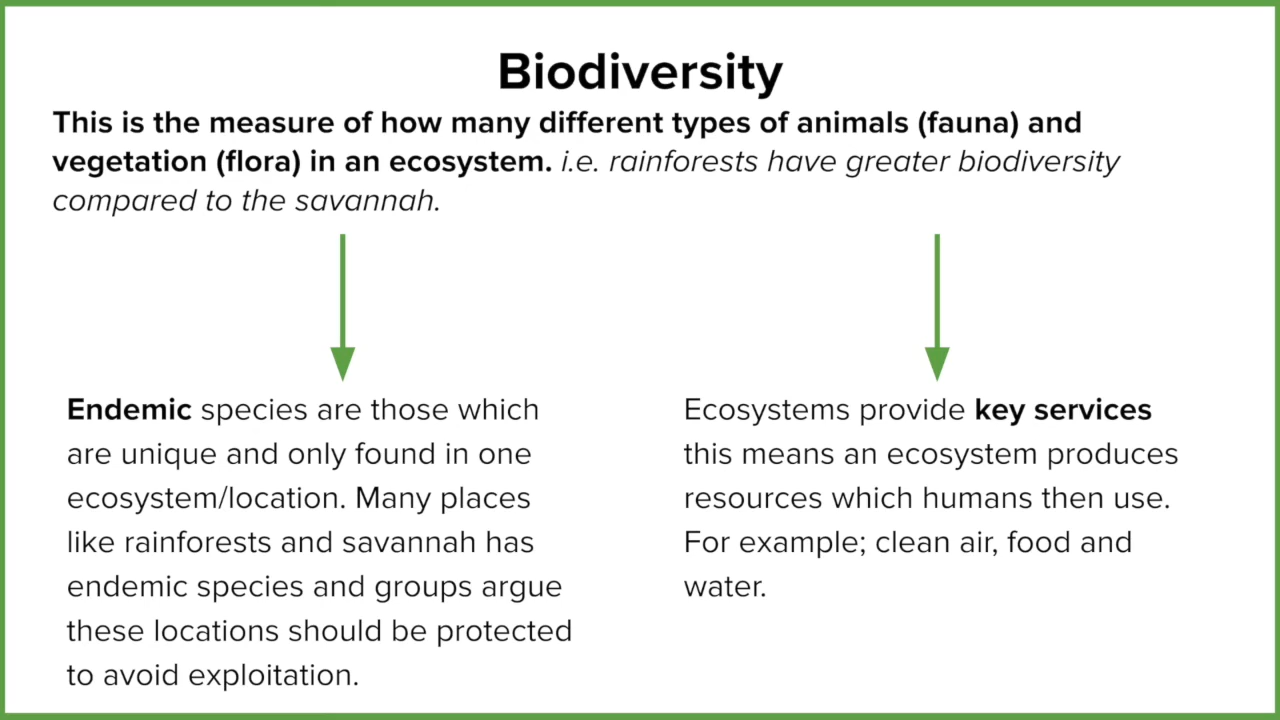 Biodiversity
This is the measure of how many different types of animals (fauna) and
vegetation (flora) in an ecosystem. i.e. rainforests have greater biodiversity
compared to the savannah.
Endemic species are those which
are unique and only found in one
ecosystem/location. Many places
like rainforests and savannah has
endemic species and groups argue
these locations should be protected
to avoid exploitation.
Ecosystems provide key services
this means an ecosystem produces
resources which humans then use.
For example; clean air, food and
water.